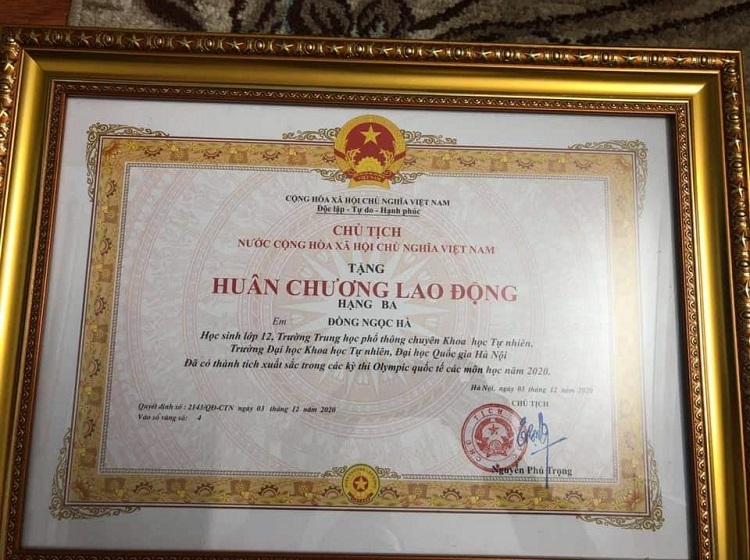 CỘNG HÒA XÃ HỘI CHỦ NGHĨA VIỆT NAM
Độc lập - Tự do - Hạnh phúc
CHỦ TỊCH
NƯỚC CỘNG HÒA XÃ HỘI CHỦ NGHĨA VIỆT NAM
TẶNG
HUÂN CHƯƠNG LAO ĐỘNG
HẠNG BA
Em ĐỒNG NGỌC HÀ
Học sinh lớp 12, Trường Trung học phổ thông chuyên Khoa học Tự nhiên,
Trường Đại học Khoa học Tự nhiên, Đại học Quốc gia Hà Nội
Đã có thành tích xuất sắc trong các kỳ thi Olympic quốc tế các môn học năm 2020.
Hà Nội, ngày 03 tháng 12 năm 2020
Quyết định số : 2143/QĐ-CTN ngày 03 tháng 12 năm 2020
Vào sổ vàng số: 4
CHỦ TỊCH
CHỦ TỊCH
Nguyễn Phú Trọng